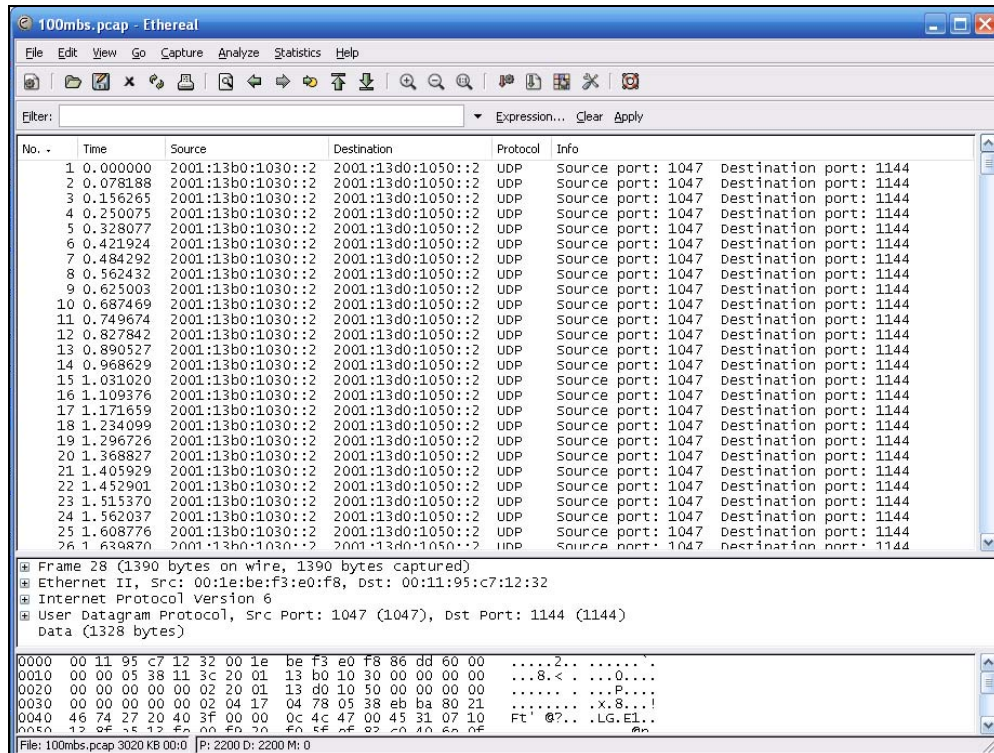 100mbs.pcap - Ethereal
File Edit View Go Capture Analyze Statistics Help
Filter: Expression... Clear Apply
No. . Time Source Destination Protocol Info
1 0.000000 2001:13b0:1030::2 2001:13d0:1050::2 UDP Source port: 1047 Destination port: 1144
2 0.078188 2001:13b0:1030::2 2001:13d0:1050::2 UDP Source port: 1047 Destination port: 1144
3 0.156265 2001:13b0:1030::2 2001:13d0:1050::2 UDP Source port: 1047 Destination port: 1144
4 0.250075 2001:13b0:1030::2 2001:13d0:1050::2 UDP Source port: 1047 Destination port: 1144
5 0.328077 2001:13b0:1030::2 2001:13d0:1050::2 UDP Source port: 1047 Destination port: 1144
6 0.421924 2001:13b0:1030::2 2001:13d0:1050::2 UDP Source port: 1047 Destination port: 1144
7 0.484292 2001:13b0:1030::2 2001:13d0:1050::2 UDP Source port: 1047 Destination port: 1144
8 0.562432 2001:13b0:1030::2 2001:13d0:1050::2 UDP Source port: 1047 Destination port: 1144
9 0.625003 2001:13b0:1030::2 2001:13d0:1050::2 UDP Source port: 1047 Destination port: 1144
10 0.687469 2001:13b0:1030::2 2001:13d0:1050::2 UDP Source port: 1047 Destination port: 1144
11 0.749674 2001:13b0:1030::2 2001:13d0:1050::2 UDP Source port: 1047 Destination port: 1144
12 0.827842 2001:13b0:1030::2 2001:13d0:1050::2 UDP Source port: 1047 Destination port: 1144
13 0.890527 2001:13b0:1030::2 2001:13d0:1050::2 UDP Source port: 1047 Destination port: 1144
14 0.968629 2001:13b0:1030::2 2001:13d0:1050::2 UDP Source port: 1047 Destination port: 1144
15 1.031020 2001:13b0:1030::2 2001:13d0:1050::2 UDP Source port: 1047 Destination port: 1144
16 1.109376 2001:13b0:1030::2 2001:13d0:1050::2 UDP Source port: 1047 Destination port: 1144
17 1.171659 2001:13b0:1030::2 2001:13d0:1050::2 UDP Source port: 1047 Destination port: 1144
18 1.234099 2001:13b0:1030::2 2001:13d0:1050::2 UDP Source port: 1047 Destination port: 1144
19 1.296726 2001:13b0:1030::2 2001:13d0:1050::2 UDP Source port: 1047 Destination port: 1144
20 1.368827 2001:13b0:1030::2 2001:13d0:1050::2 UDP Source port: 1047 Destination port: 1144
21 1.405929 2001:13b0:1030::2 2001:13d0:1050::2 UDP Source port: 1047 Destination port: 1144
22 1.452901 2001:13b0:1030::2 2001:13d0:1050::2 UDP Source port: 1047 Destination port: 1144
23 1.515370 2001:13b0:1030::2 2001:13d0:1050::2 UDP Source port: 1047 Destination port: 1144
24 1.562037 2001:13b0:1030::2 2001:13d0:1050::2 UDP Source port: 1047 Destination port: 1144
25 1.608776 2001:13b0:1030::2 2001:13d0:1050::2 UDP Source port: 1047 Destination port: 1144
26 1.639870 2001:13b0:1030::2 2001:13d0:1050::2 UDP Source port: 1047 Destination port: 1144
Frame 28 (1390 bytes on wire, 1390 bytes captured)
Ethernet II, Src: 00:1e:be:f3:e0:f8, Dst: 00:11:95:c7:12:32
Internet Protocol Version 6
User Datagram Protocol, Src Port: 1047 (1047), Dst Port: 1144 (1144)
Data (1328 bytes)
0000 00 11 95 c7 12 32 00 1e be f3 e0 f8 86 dd 60 00 .....2.. ......`.
0010 00 00 05 38 11 3c 20 01 13 b0 10 30 00 00 00 00 ...8.< . ...0....
0020 00 00 00 00 00 02 20 01 13 d0 10 50 00 00 00 00 ...... . ...P....
0030 00 00 00 00 00 02 04 17 04 78 05 38 eb ba 80 21 ........ .x.8...!
0040 46 74 27 20 40 3f 00 00 0c 4c 47 00 45 31 07 10 Ft' @?.. .LG.E1..
File: 100mbs.pcap 3020 KB 00:0 P: 2200 D: 2200 M: 0